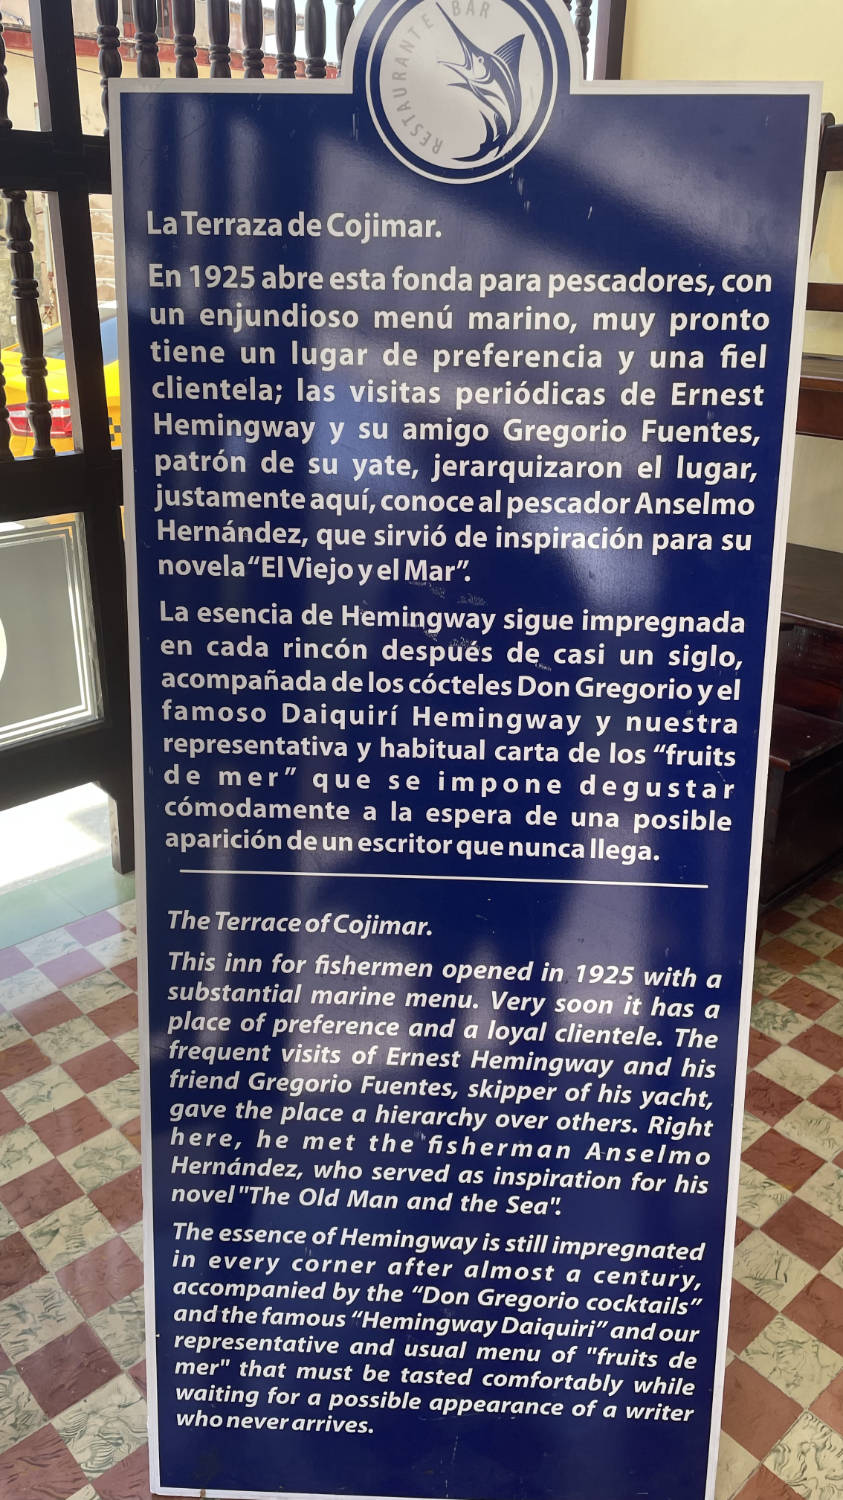 RESTAURANTE BAR
La Terraza de Cojimar.
En 1925 abre esta fonda para pescadores, con
un enjundioso menú marino, muy pronto
tiene un lugar de preferencia y una fiel
clientela; las visitas periódicas de Ernest
Hemingway y su amigo Gregorio Fuentes,
patrón de su yate, jerarquizaron el lugar,
justamente aquí, conoce al pescador Anselmo
Hernández, que sirvió de inspiración para su
novela “El Viejo y el Mar”.
La esencia de Hemingway sigue impregnada
en cada rincón después de casi un siglo,
acompañada de los cócteles Don Gregorio y el
famoso Daiquirí Hemingway y nuestra
representativa y habitual carta de los “fruits
de mer” que se impone degustar
cómodamente a la espera de una posible
aparición de un escritor que nunca llega.
The Terrace of Cojimar.
This inn for fishermen opened in 1925 with a
substantial marine menu. Very soon it has a
place of preference and a loyal clientele. The
frequent visits of Ernest Hemingway and his
friend Gregorio Fuentes, skipper of his yacht,
gave the place a hierarchy over others. Right
here, he met the fisherman Anselmo
Hernández, who served as inspiration for his
novel "The Old Man and the Sea".
The essence of Hemingway is still impregnated
in every corner after almost a century,
accompanied by the “Don Gregorio cocktails”
and the famous “Hemingway Daiquiri” and our
representative and usual menu of "fruits de
mer" that must be tasted comfortably while
waiting for a possible appearance of a writer
who never arrives.